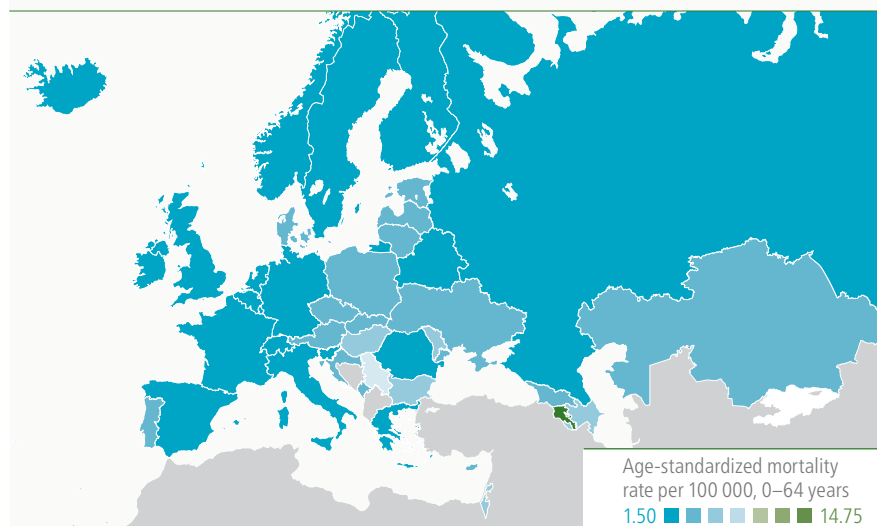 Age-standardized mortality
rate per 100 000, 0–64 years
1.50 14.75